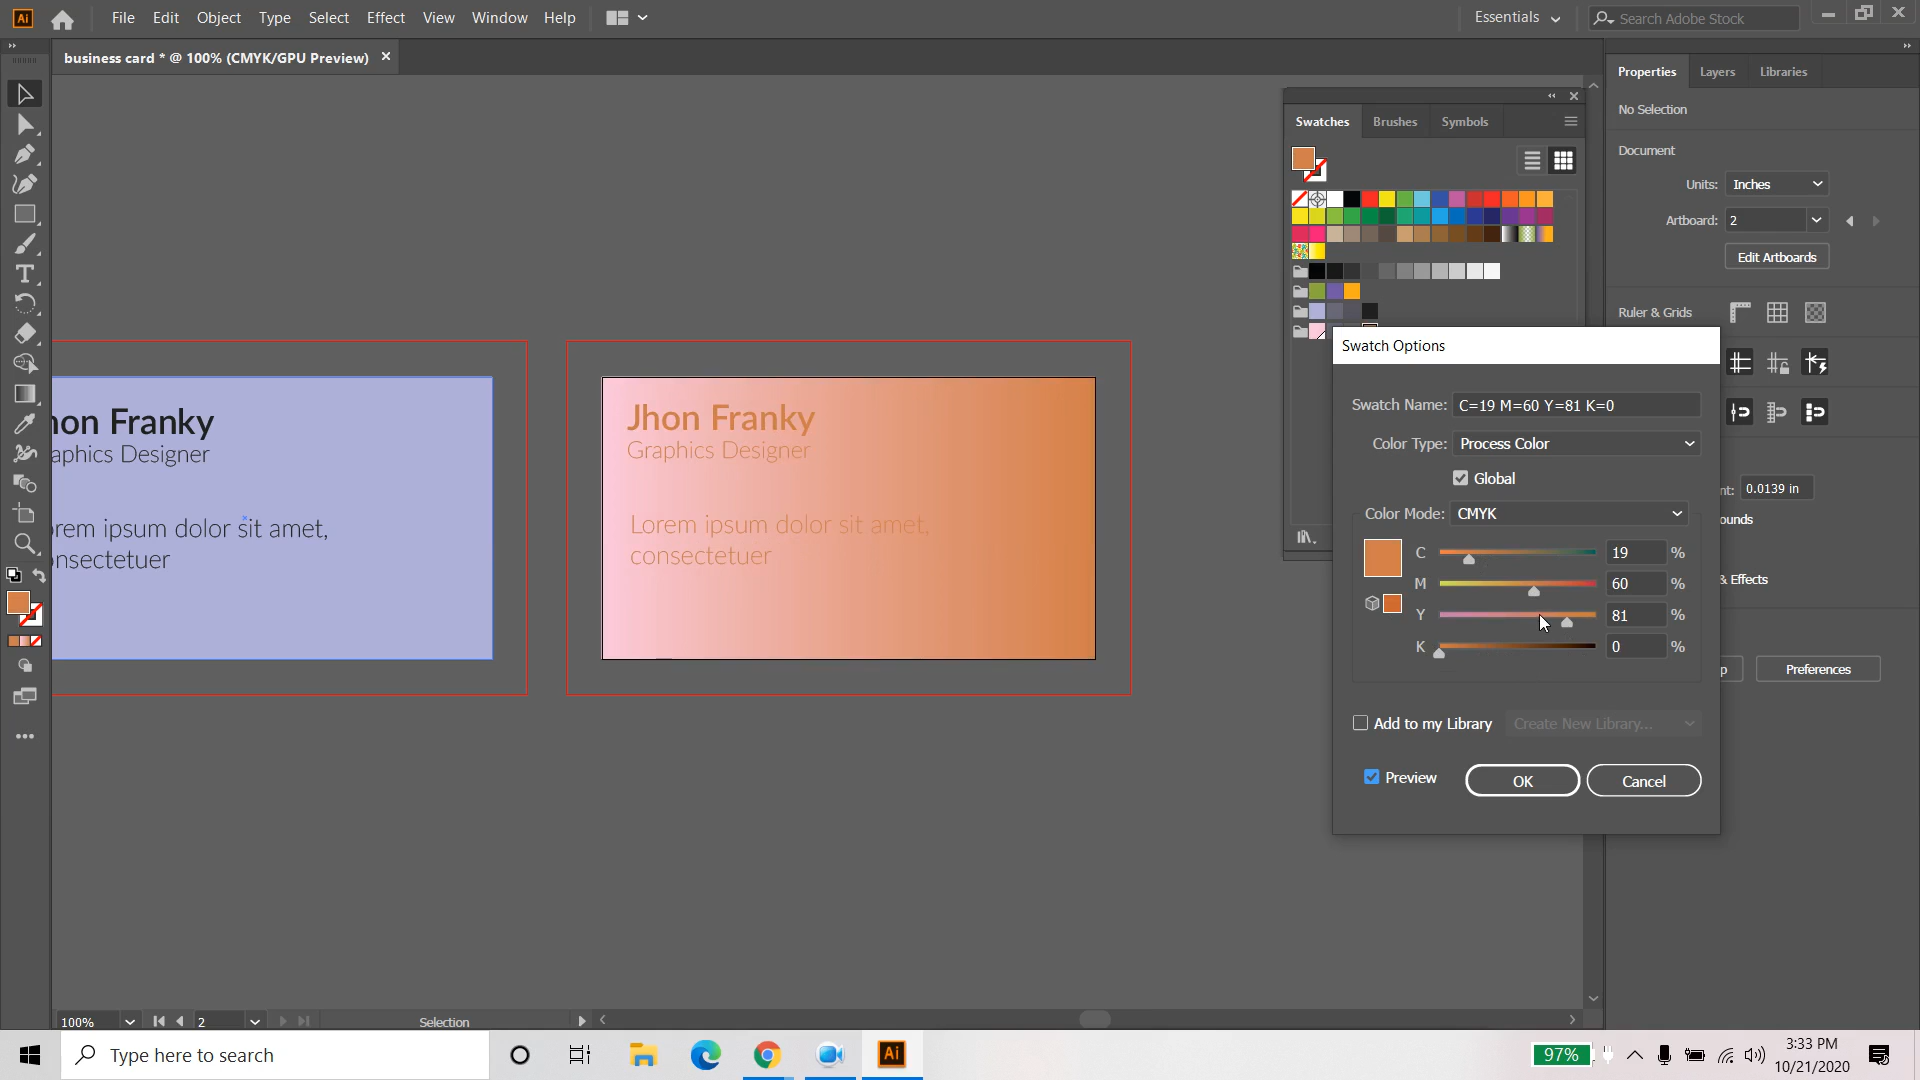 Ai
File Edit Object Type Select Effect View Window Help
Essentials
Search Adobe Stock
business card * @ 100% (CMYK/GPU Preview) ×
Properties Layers Libraries
No Selection
Document
Units: Inches
Artboard: 2
Edit Artboards
Ruler & Grids
0.0139 in
& Effects
Preferences
Swatches Brushes Symbols
Swatch Options
Swatch Name: C=19 M=60 Y=81 K=0
Color Type: Process Color
Global
Color Mode: CMYK
C 19 %
M 60 %
Y 81 %
K 0 %
Add to my Library Create New Library...
Preview OK Cancel
hon Franky
aphics Designer
orem ipsum dolor sit amet,
onsectetuer
Jhon Franky
Graphics Designer
Lorem ipsum dolor sit amet,
consectetuer
100% 2 Selection
Type here to search
Ai
97%
3:33 PM
10/21/2020